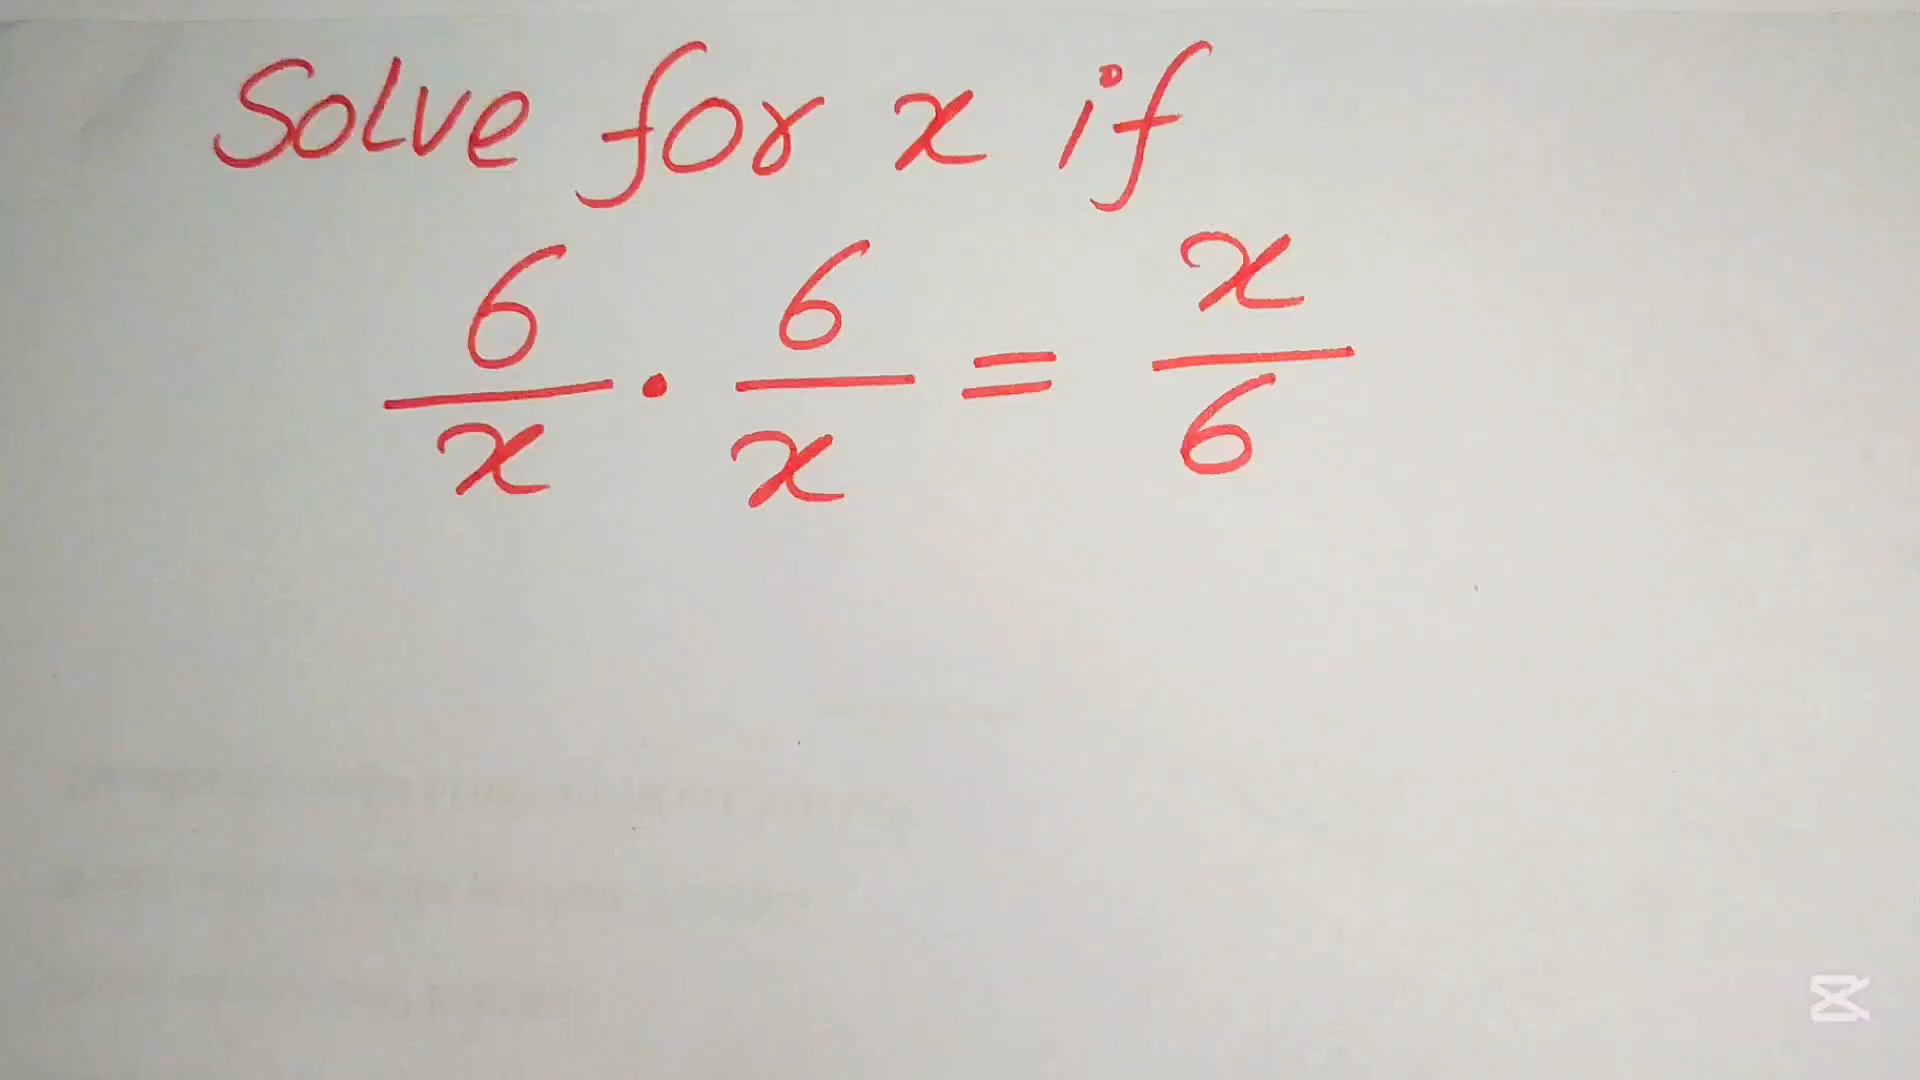 Solve for x if
6/x · 6/x = x/6